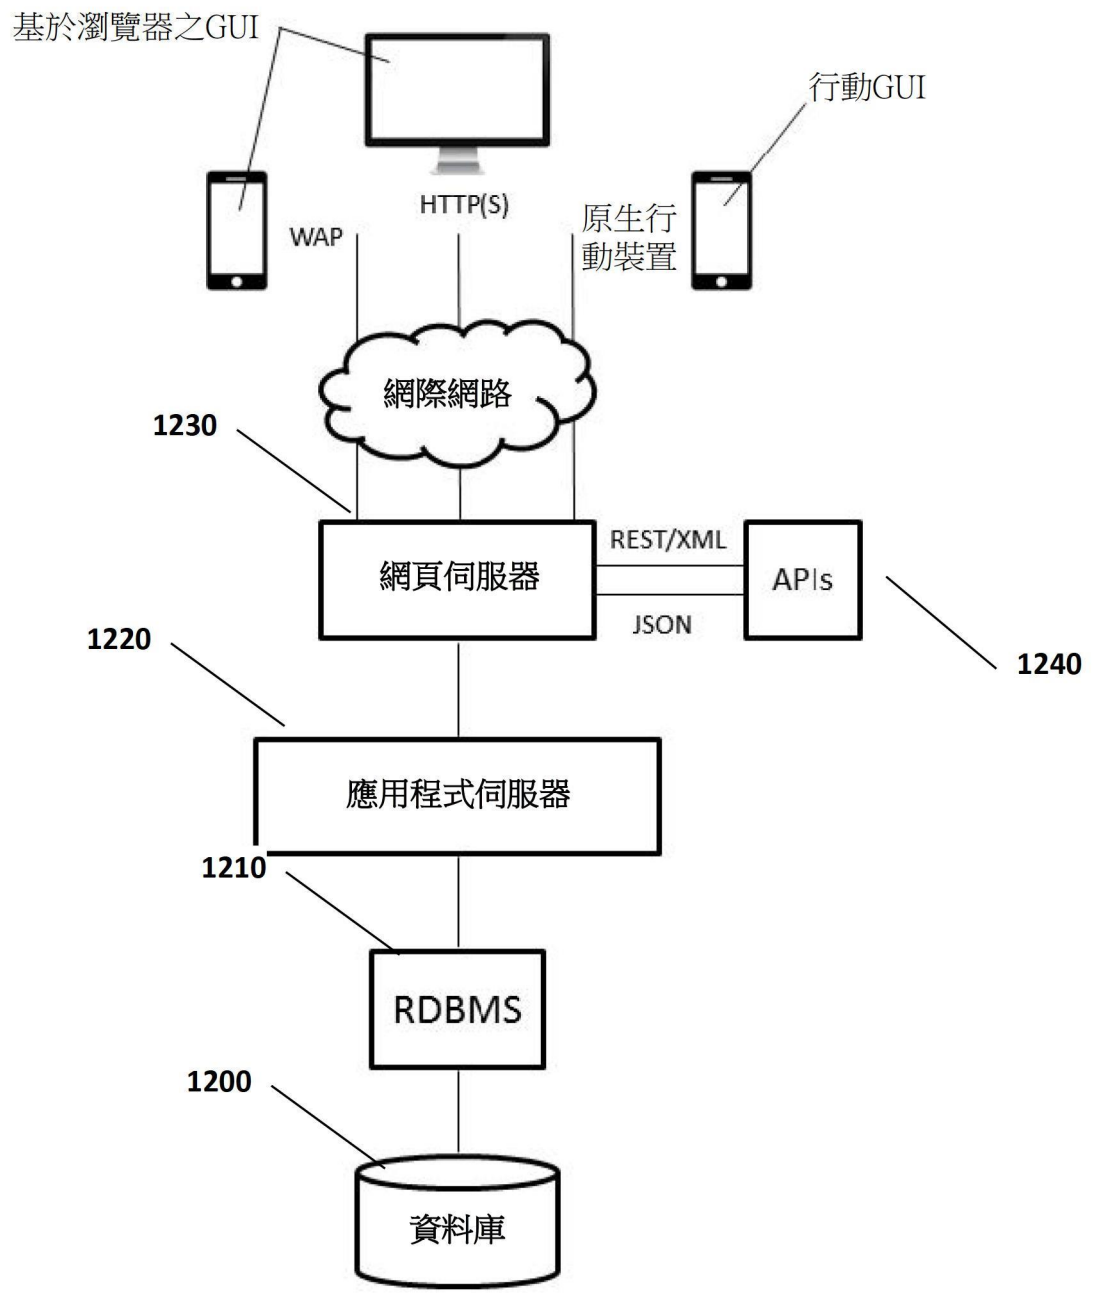 基於瀏覽器之GUI
行動GUI
HTTP(S)
WAP
原生行
動裝置
網際網路
1230
網頁伺服器
REST/XML
JSON
APIs
1240
1220
應用程式伺服器
1210
RDBMS
1200
資料庫